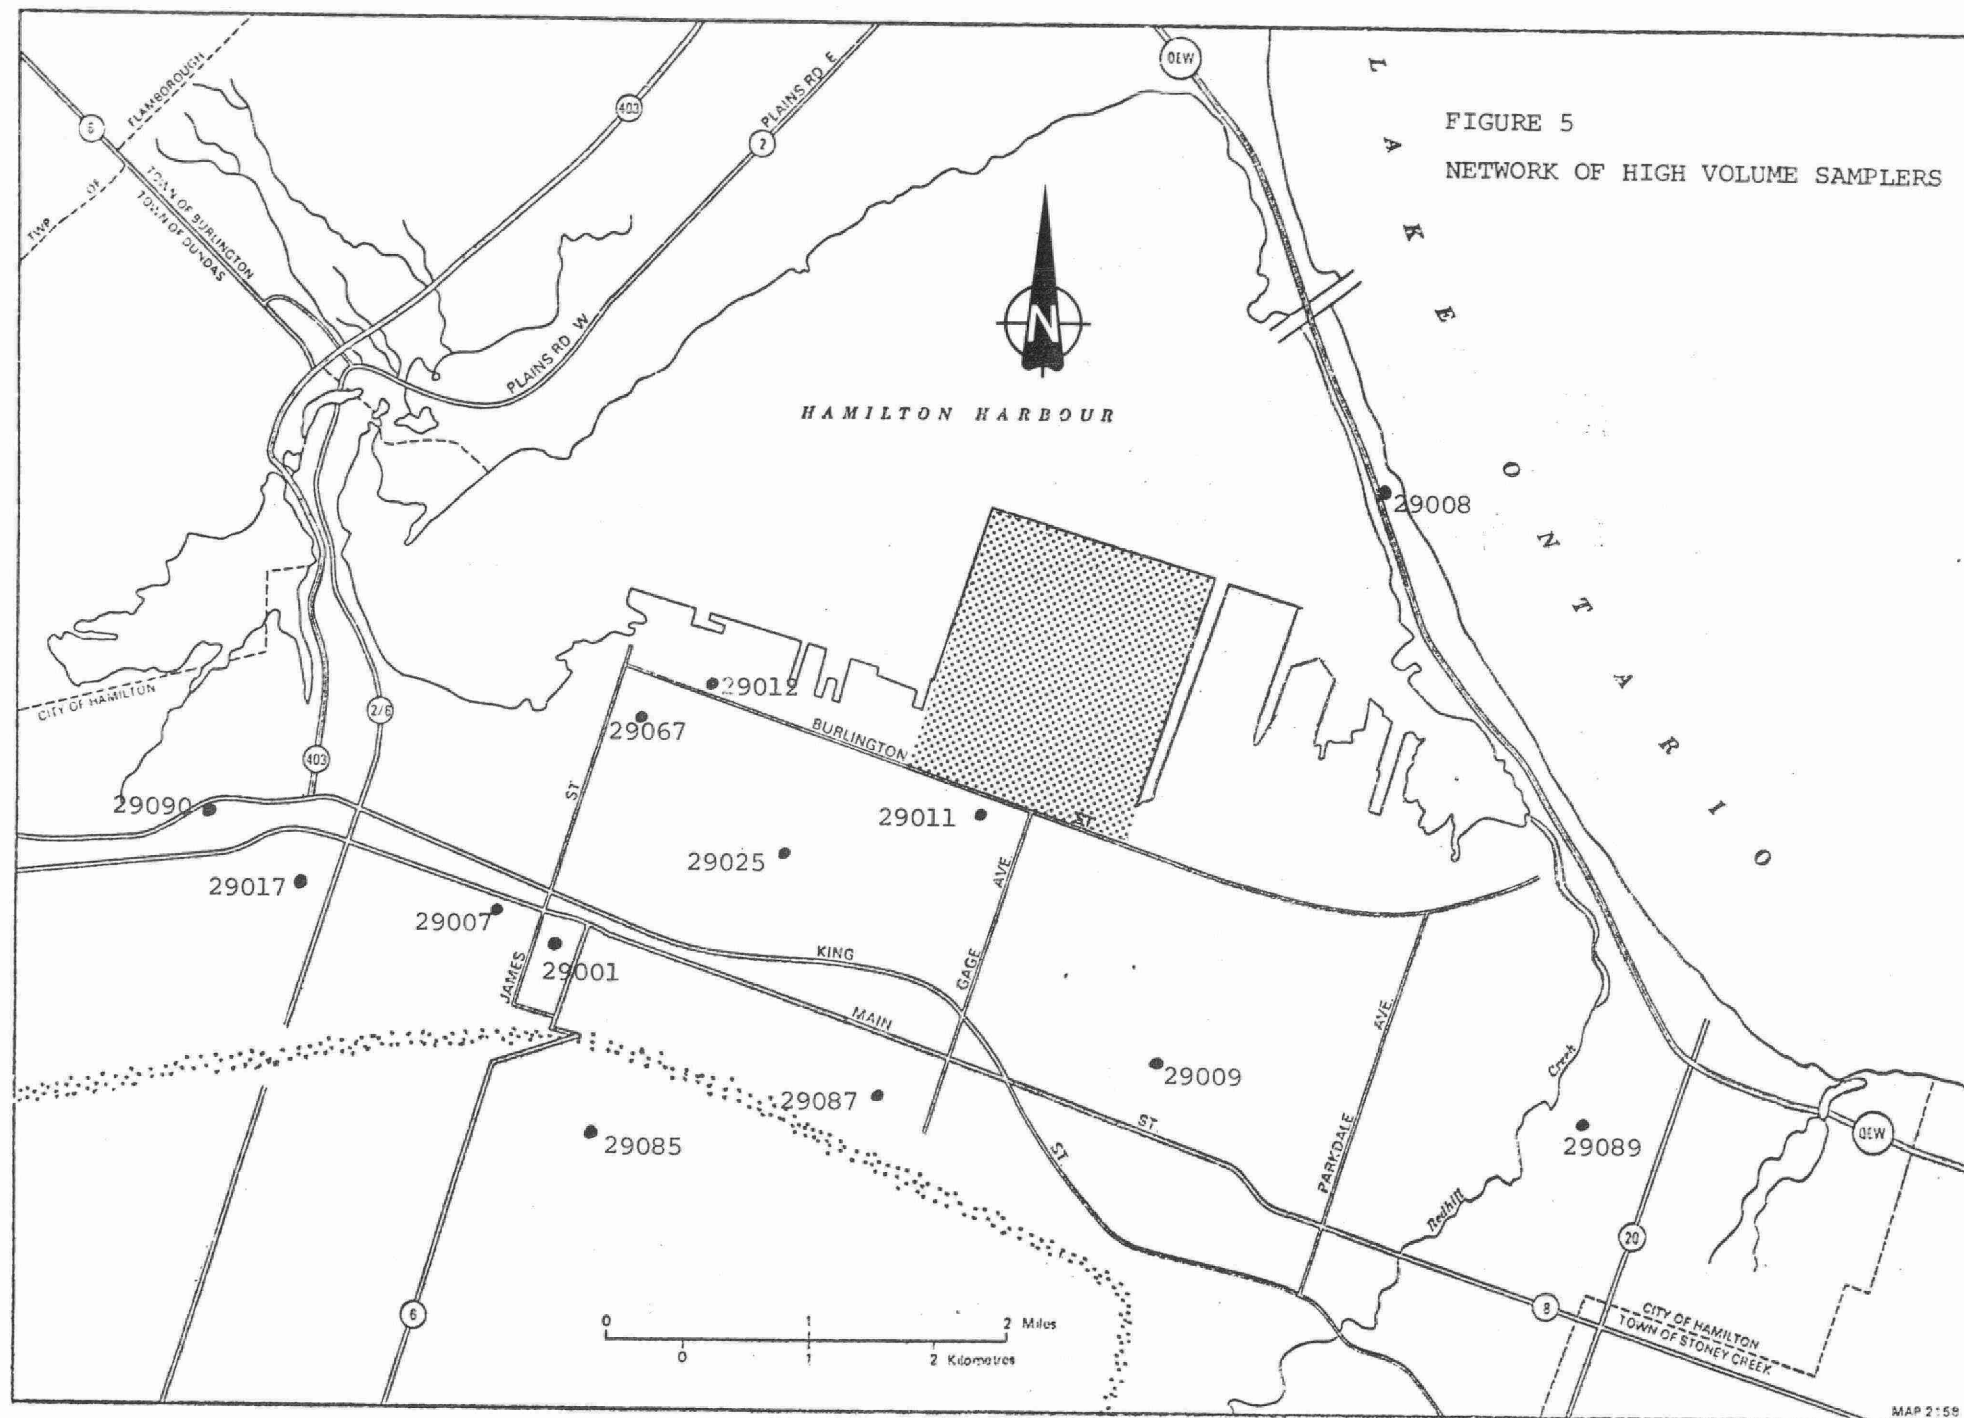 FIGURE 5
NETWORK OF HIGH VOLUME SAMPLERS
LAKE ONTARIO
HAMILTON HARBOUR
N
TWP OF FLAMBOROUGH
TOWN OF BURLINGTON
TOWN OF DUNDAS
6
403
PLAINS RD E
2
PLAINS RD W
QEW
CITY OF HAMILTON
2/6
403
29008
29012
29067
BURLINGTON ST.
29090
29011
29025
29017
29007
29001
JAMES ST
KING ST.
MAIN ST.
GAGE AVE.
PARKDALE AVE.
29009
29087
29085
29089
Redhill Creek
QEW
20
8
6
CITY OF HAMILTON
TOWN OF STONEY CREEK
0 1 2 Miles
0 1 2 Kilometres
MAP 2158